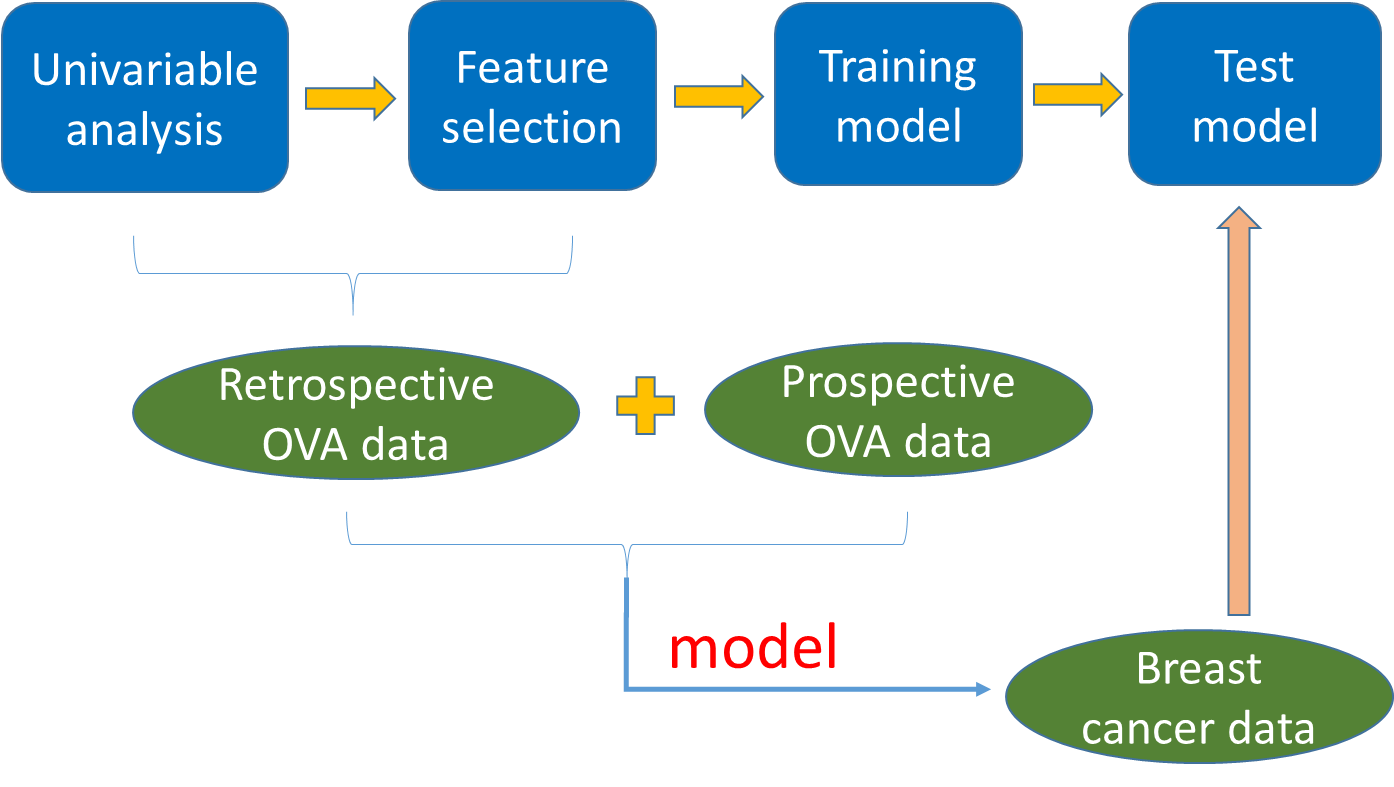 Univariable
analysis
Feature
selection
Training
model
Test
model
Retrospective
OVA data
Prospective
OVA data
model
Breast
cancer data